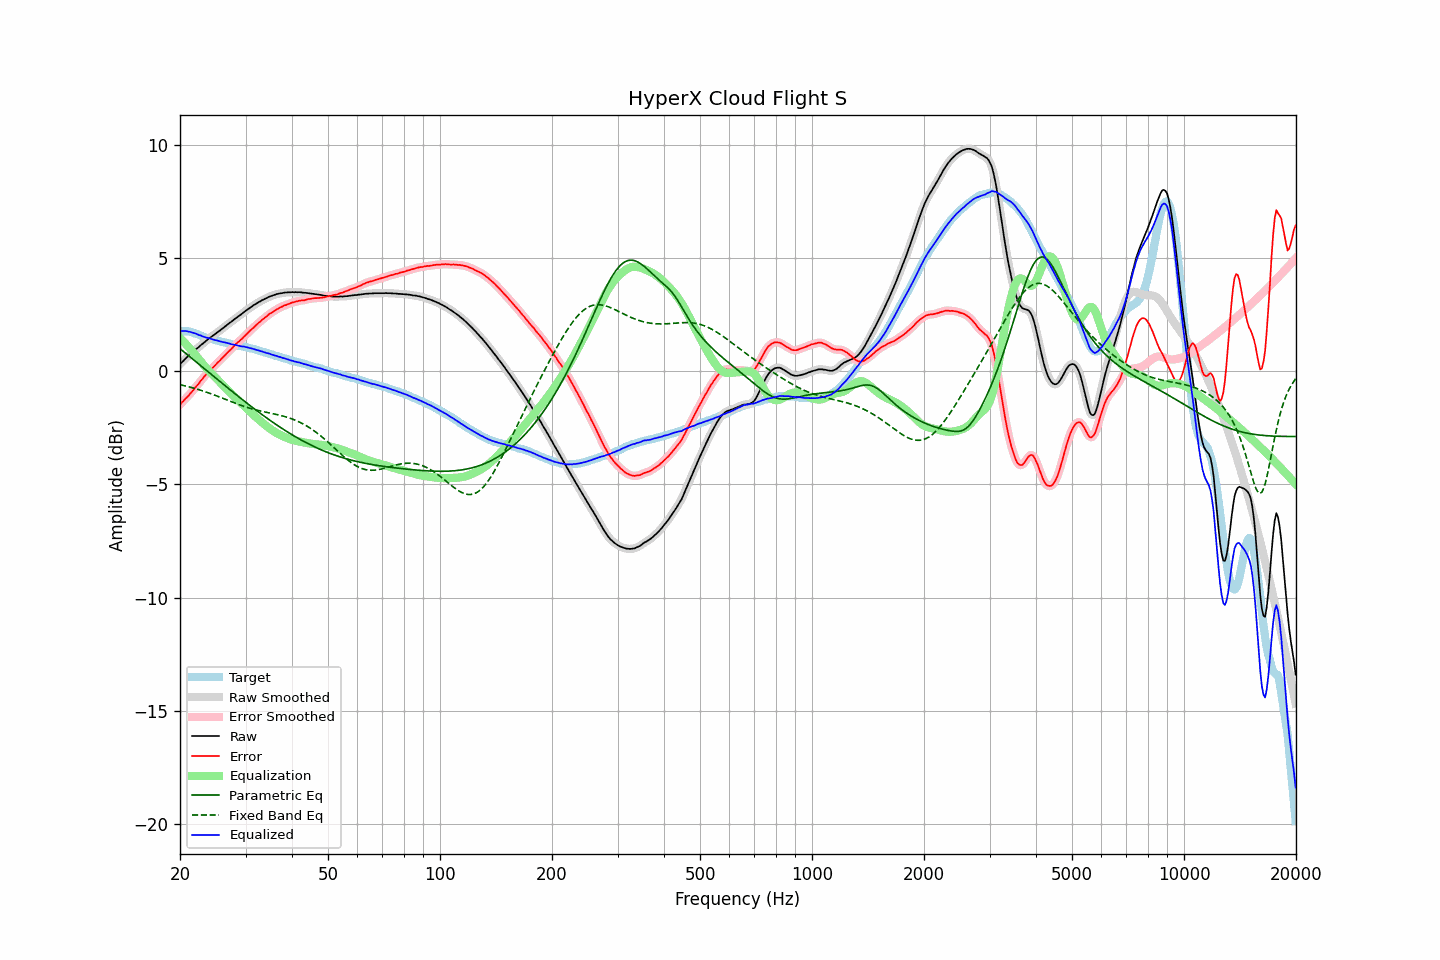 HyperX Cloud Flight S
Amplitude (dBr)
10
5
0
−5
−10
−15
−20
Target
Raw Smoothed
Error Smoothed
Raw
Error
Equalization
Parametric Eq
Fixed Band Eq
Equalized
20 50 100 200 500 1000 2000 5000 10000 20000
Frequency (Hz)